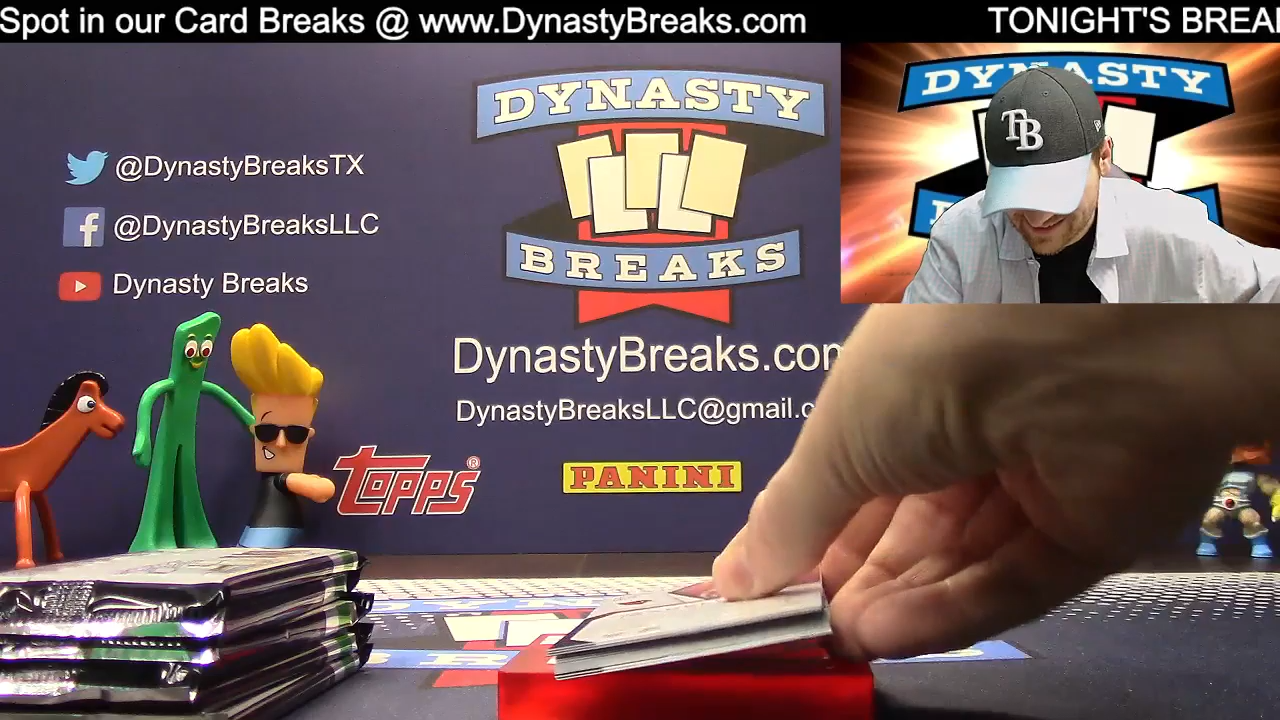 Spot in our Card Breaks @ www.DynastyBreaks.com TONIGHT'S BREA
DYNASTY
BREAKS
DYNASTY
B
TB
@DynastyBreaksTX
@DynastyBreaksLLC
Dynasty Breaks
DynastyBreaks.com
DynastyBreaksLLC@gmail.c
TOPPS®
PANINI